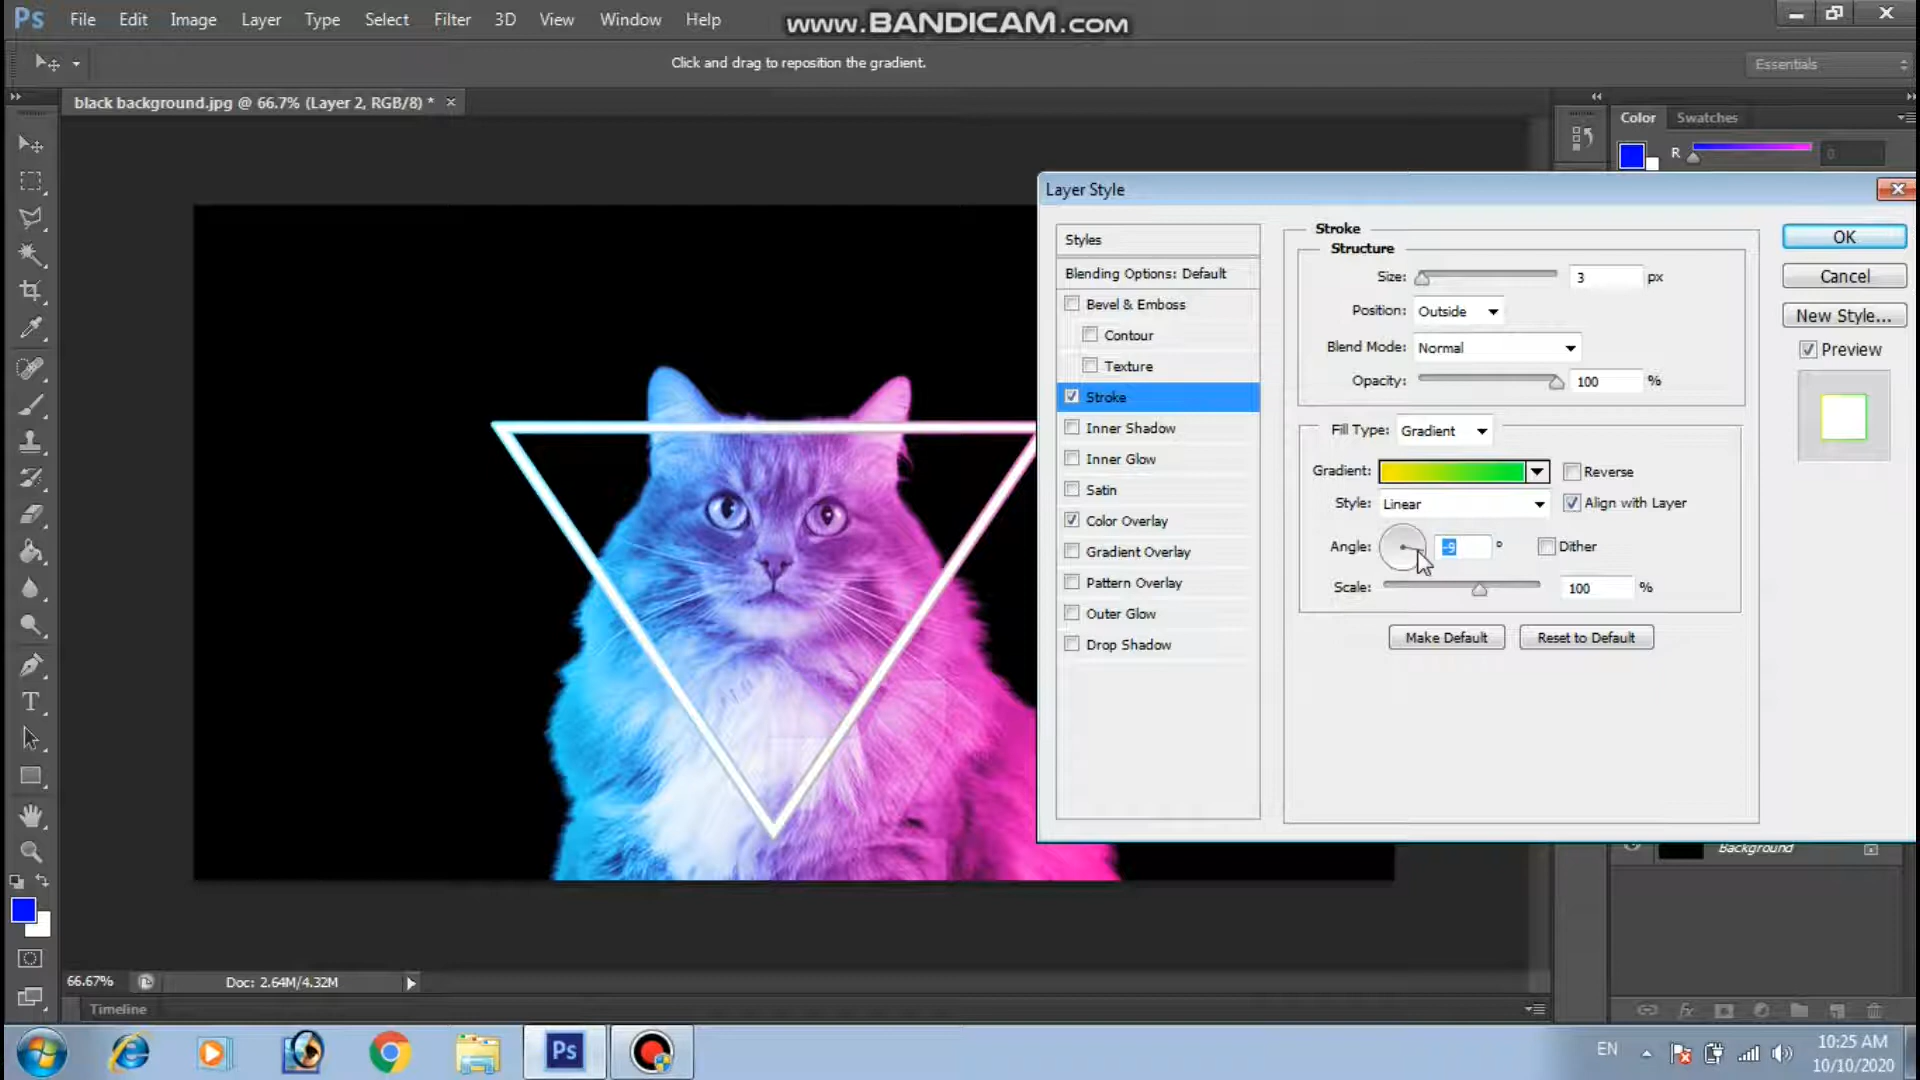 Ps File Edit Image Layer Type Select Filter 3D View Window Help
www.BANDICAM.com
Click and drag to reposition the gradient.
Essentials
black background.jpg @ 66.7% (Layer 2, RGB/8) *
Color Swatches
R 0
Layer Style
Styles
Blending Options: Default
Bevel & Emboss
Contour
Texture
Stroke
Inner Shadow
Inner Glow
Satin
Color Overlay
Gradient Overlay
Pattern Overlay
Outer Glow
Drop Shadow
Stroke
Structure
Size: 3 px
Position: Outside
Blend Mode: Normal
Opacity: 100 %
Fill Type: Gradient
Gradient: Reverse
Style: Linear Align with Layer
Angle: -9 ° Dither
Scale: 100 %
Make Default Reset to Default
OK
Cancel
New Style...
Preview
Background
fx
T
66.67% Doc: 2.64M/4.32M
Timeline
Ps
EN
10:25 AM
10/10/2020